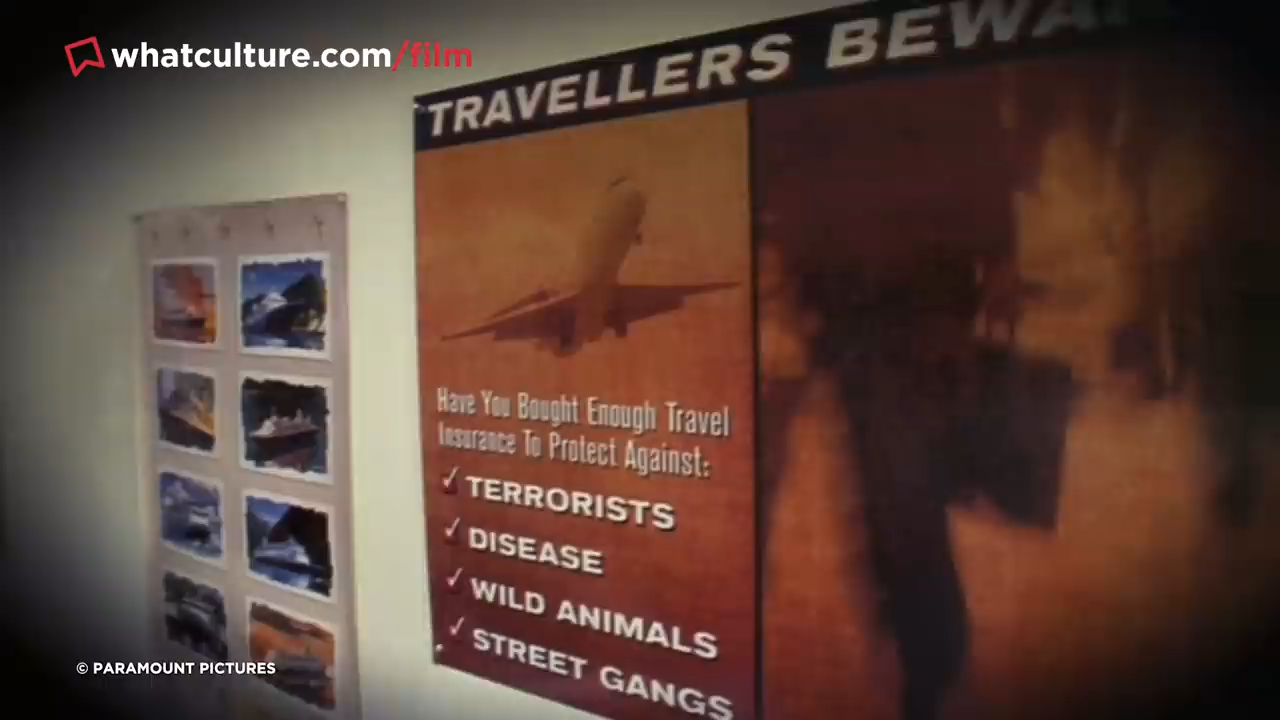 whatculture.com/film
TRAVELLERS BEWA
Have You Bought Enough Travel
Insurance To Protect Against:
✓ TERRORISTS
✓ DISEASE
✓ WILD ANIMALS
✓ STREET GANGS
© PARAMOUNT PICTURES